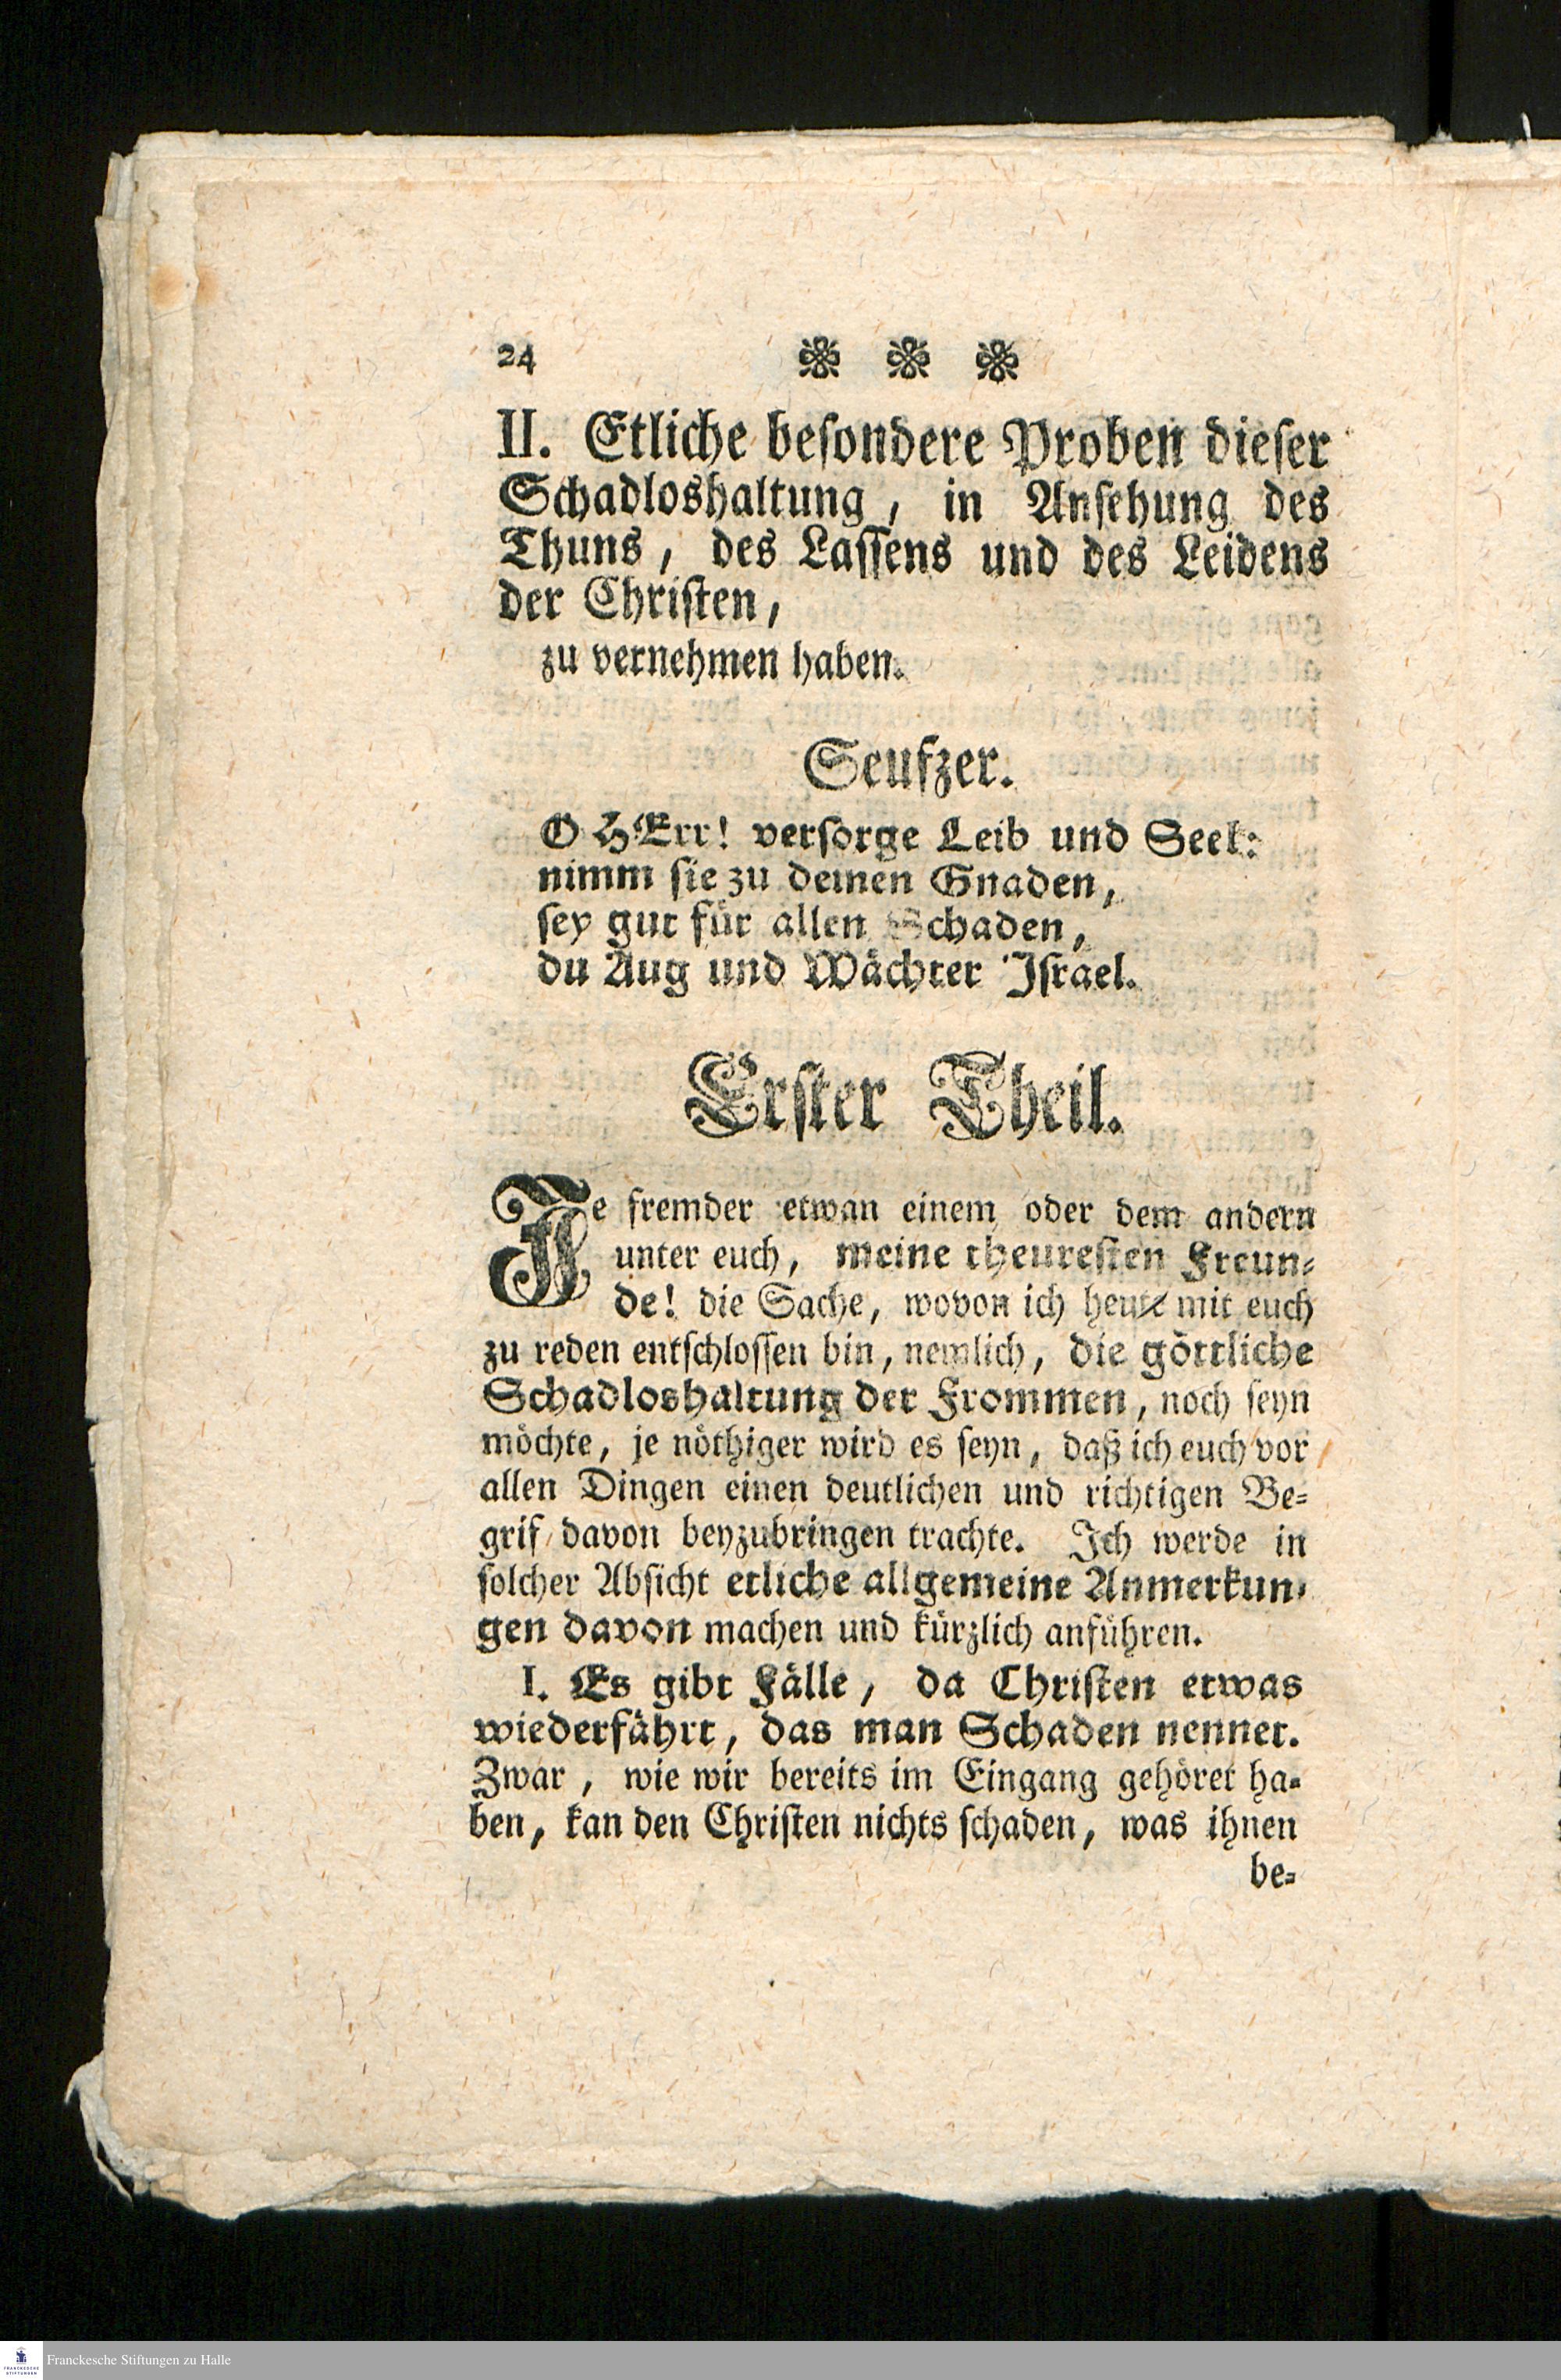 24
II. Etliche beſondere Proben dieſer
Schadloshaltung, in Anſehung des
Thuns, des Laſſens und des Leidens
der Chriſten,
zu vernehmen haben.
Seufzer.
O HErr! verſorge Leib und Seel:
nimm ſie zu deinen Gnaden,
ſey gut für allen Schaden,
du Aug und Wächter Iſrael.
Erſter Theil.
Je fremder etwan einem oder dem andern
unter euch, meine theureſten Freun-
de! die Sache, wovon ich heute mit euch
zu reden entſchloſſen bin, nemlich, die göttliche
Schadloshaltung der Frommen, noch ſeyn
möchte, je nöthiger wird es ſeyn, daß ich euch vor
allen Dingen einen deutlichen und richtigen Be-
grif davon beyzubringen trachte. Ich werde in
ſolcher Abſicht etliche allgemeine Anmerkun-
gen davon machen und kürzlich anführen.
I. Es gibt Fälle, da Chriſten etwas
wiederfährt, das man Schaden nennet.
Zwar, wie wir bereits im Eingang gehöret ha-
ben, kan den Chriſten nichts ſchaden, was ihnen
be-
FRANCKESCHE
STIFTUNGEN
Franckesche Stiftungen zu Halle